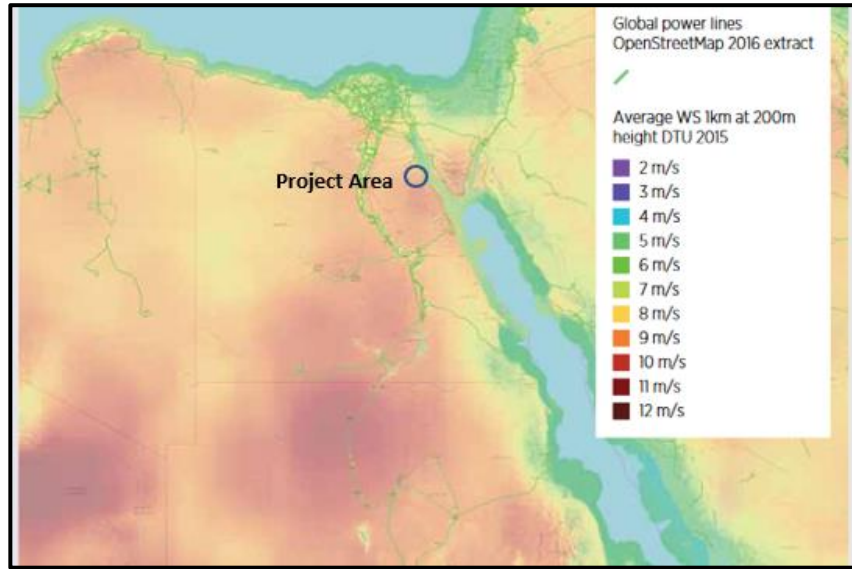 Global power lines
OpenStreetMap 2016 extract
Average WS 1km at 200m
height DTU 2015
2 m/s
3 m/s
4 m/s
5 m/s
6 m/s
7 m/s
8 m/s
9 m/s
10 m/s
11 m/s
12 m/s
Project Area